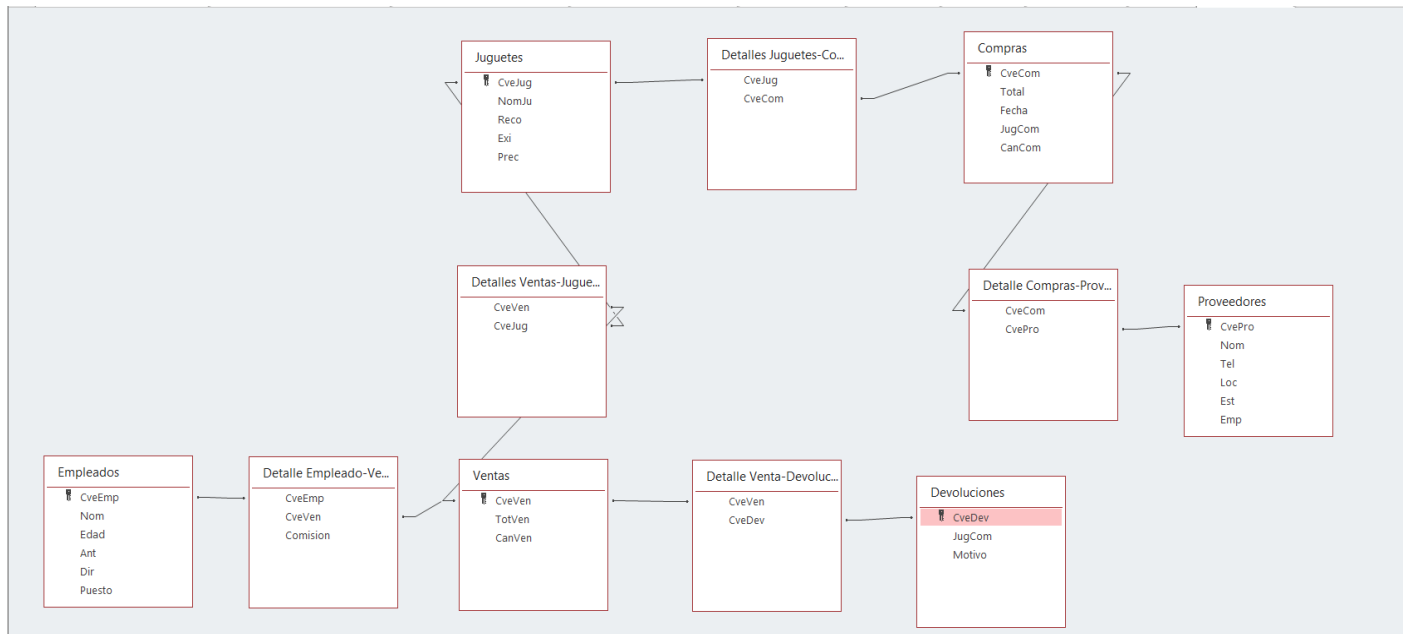 Juguetes
CveJug
NomJu
Reco
Exi
Prec
Detalles Juguetes-Co...
CveJug
CveCom
Compras
CveCom
Total
Fecha
JugCom
CanCom
Detalles Ventas-Jugue...
CveVen
CveJug
Detalle Compras-Prov...
CveCom
CvePro
Proveedores
CvePro
Nom
Tel
Loc
Est
Emp
Empleados
CveEmp
Nom
Edad
Ant
Dir
Puesto
Detalle Empleado-Ve...
CveEmp
CveVen
Comision
Ventas
CveVen
TotVen
CanVen
Detalle Venta-Devoluc...
CveVen
CveDev
Devoluciones
CveDev
JugCom
Motivo